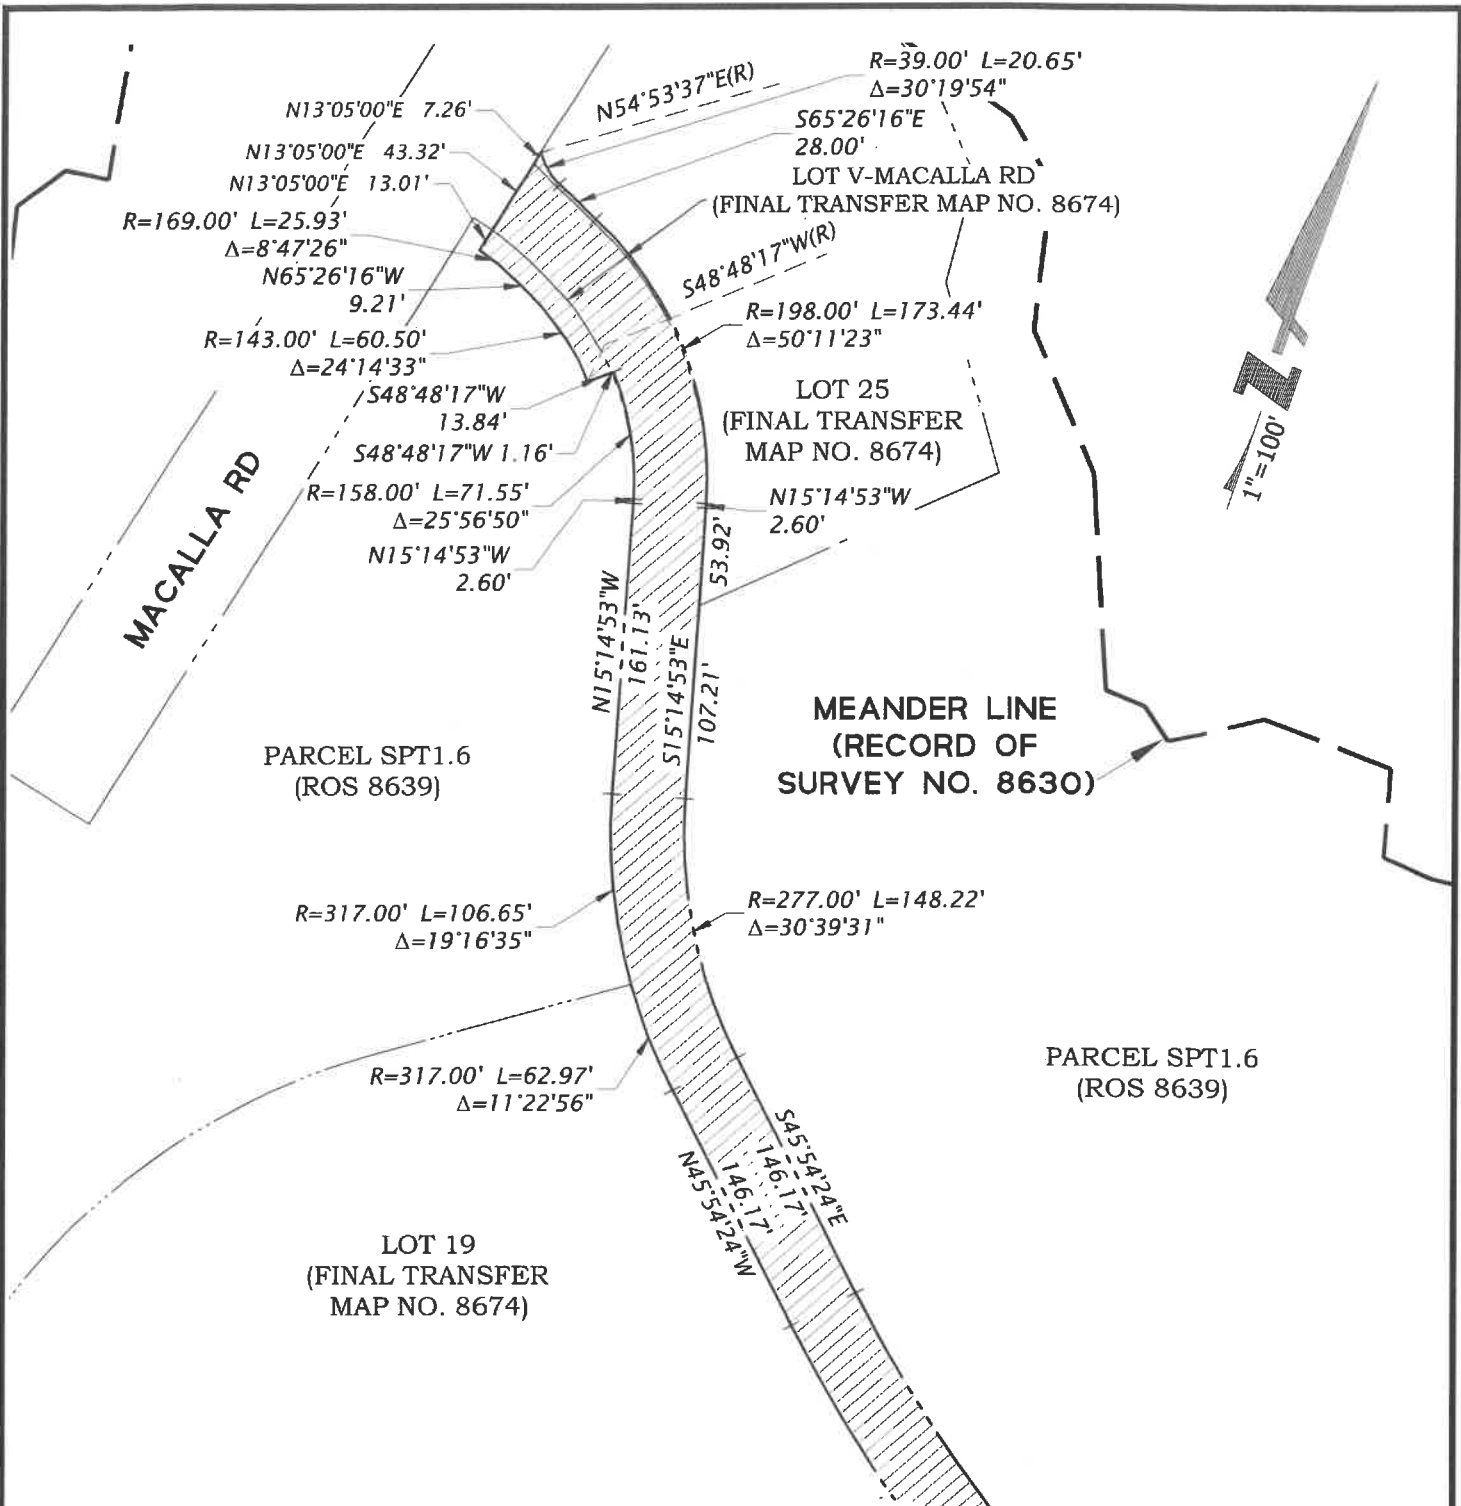 R=39.00' L=20.65'
Δ=30°19'54"
N54°53'37"E(R)
N13°05'00"E 7.26'
S65°26'16"E
28.00'
N13°05'00"E 43.32'
LOT V-MACALLA RD
(FINAL TRANSFER MAP NO. 8674)
N13°05'00"E 13.01'
R=169.00' L=25.93'
Δ=8°47'26"
S48°48'17"W(R)
N65°26'16"W
9.21'
R=198.00' L=173.44'
Δ=50°11'23"
R=143.00' L=60.50'
Δ=24°14'33"
S48°48'17"W
13.84'
LOT 25
(FINAL TRANSFER
MAP NO. 8674)
1"=100'
S48°48'17"W 1.16'
R=158.00' L=71.55'
Δ=25°56'50"
N15°14'53"W
2.60'
MACALLA RD
N15°14'53"W
2.60'
53.92'
N15°14'53"W
161.13'
S15°14'53"E
107.21'
MEANDER LINE
(RECORD OF
SURVEY NO. 8630)
PARCEL SPT1.6
(ROS 8639)
R=317.00' L=106.65'
Δ=19°16'35"
R=277.00' L=148.22'
Δ=30°39'31"
PARCEL SPT1.6
(ROS 8639)
R=317.00' L=62.97'
Δ=11°22'56"
S45°54'24"E
146.17'
146.17'
N45°54'24"W
LOT 19
(FINAL TRANSFER
MAP NO. 8674)
N